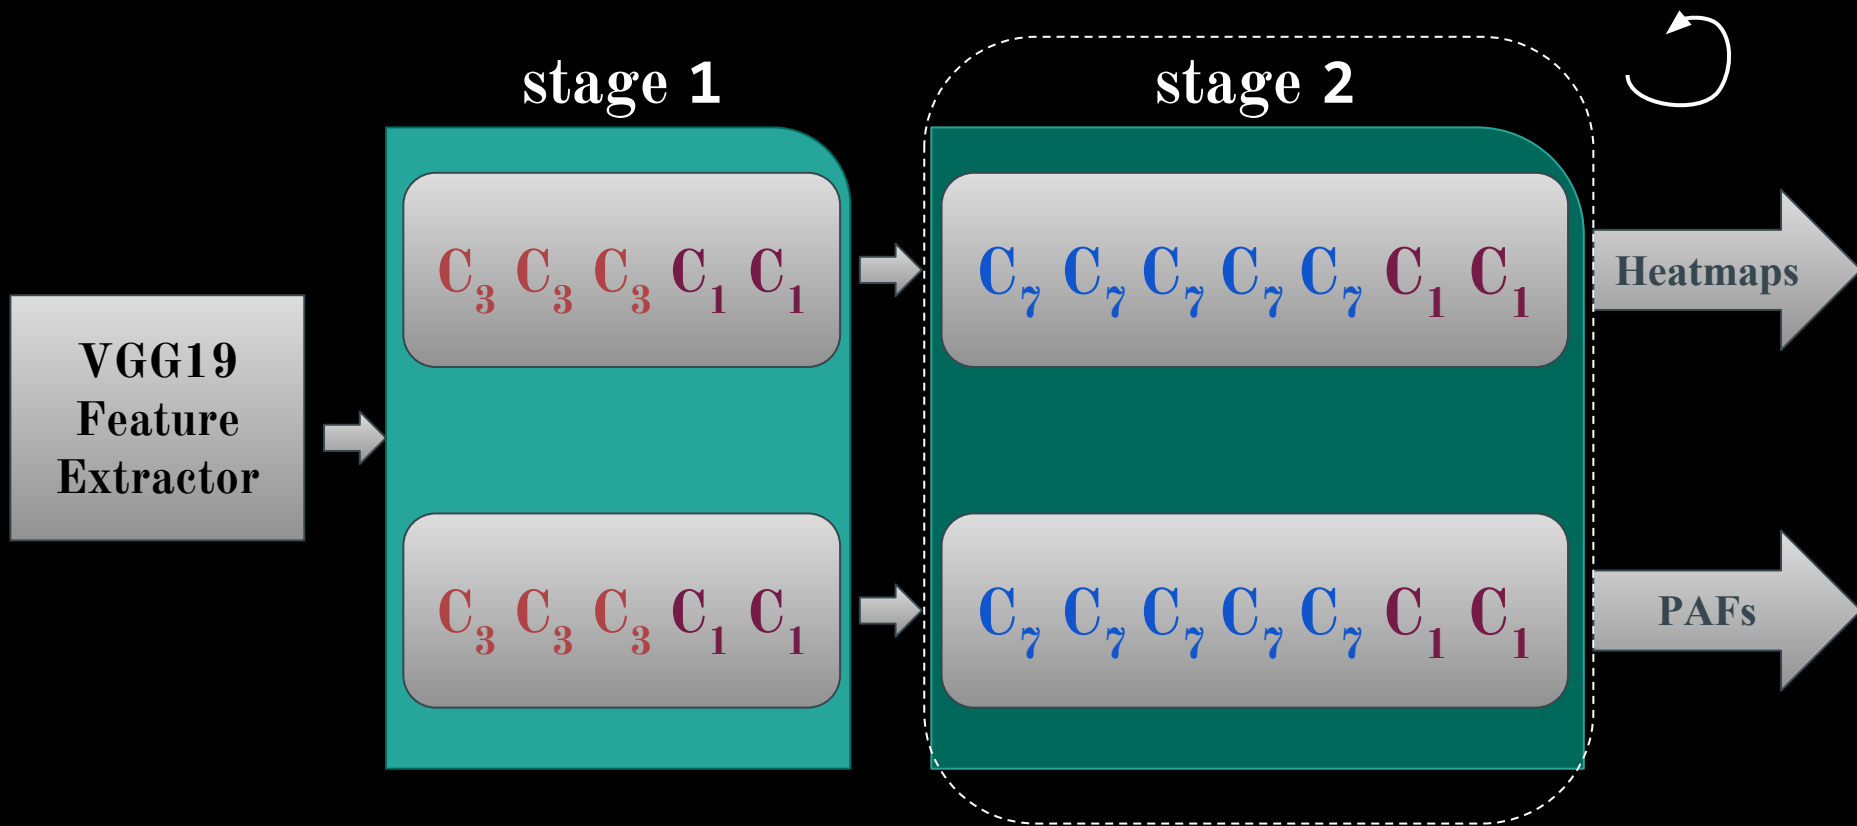 stage 1
stage 2
C₃ C₃ C₃ C₁ C₁
C₇ C₇ C₇ C₇ C₇ C₁ C₁
Heatmaps
VGG19
Feature
Extractor
C₃ C₃ C₃ C₁ C₁
C₇ C₇ C₇ C₇ C₇ C₁ C₁
PAFs